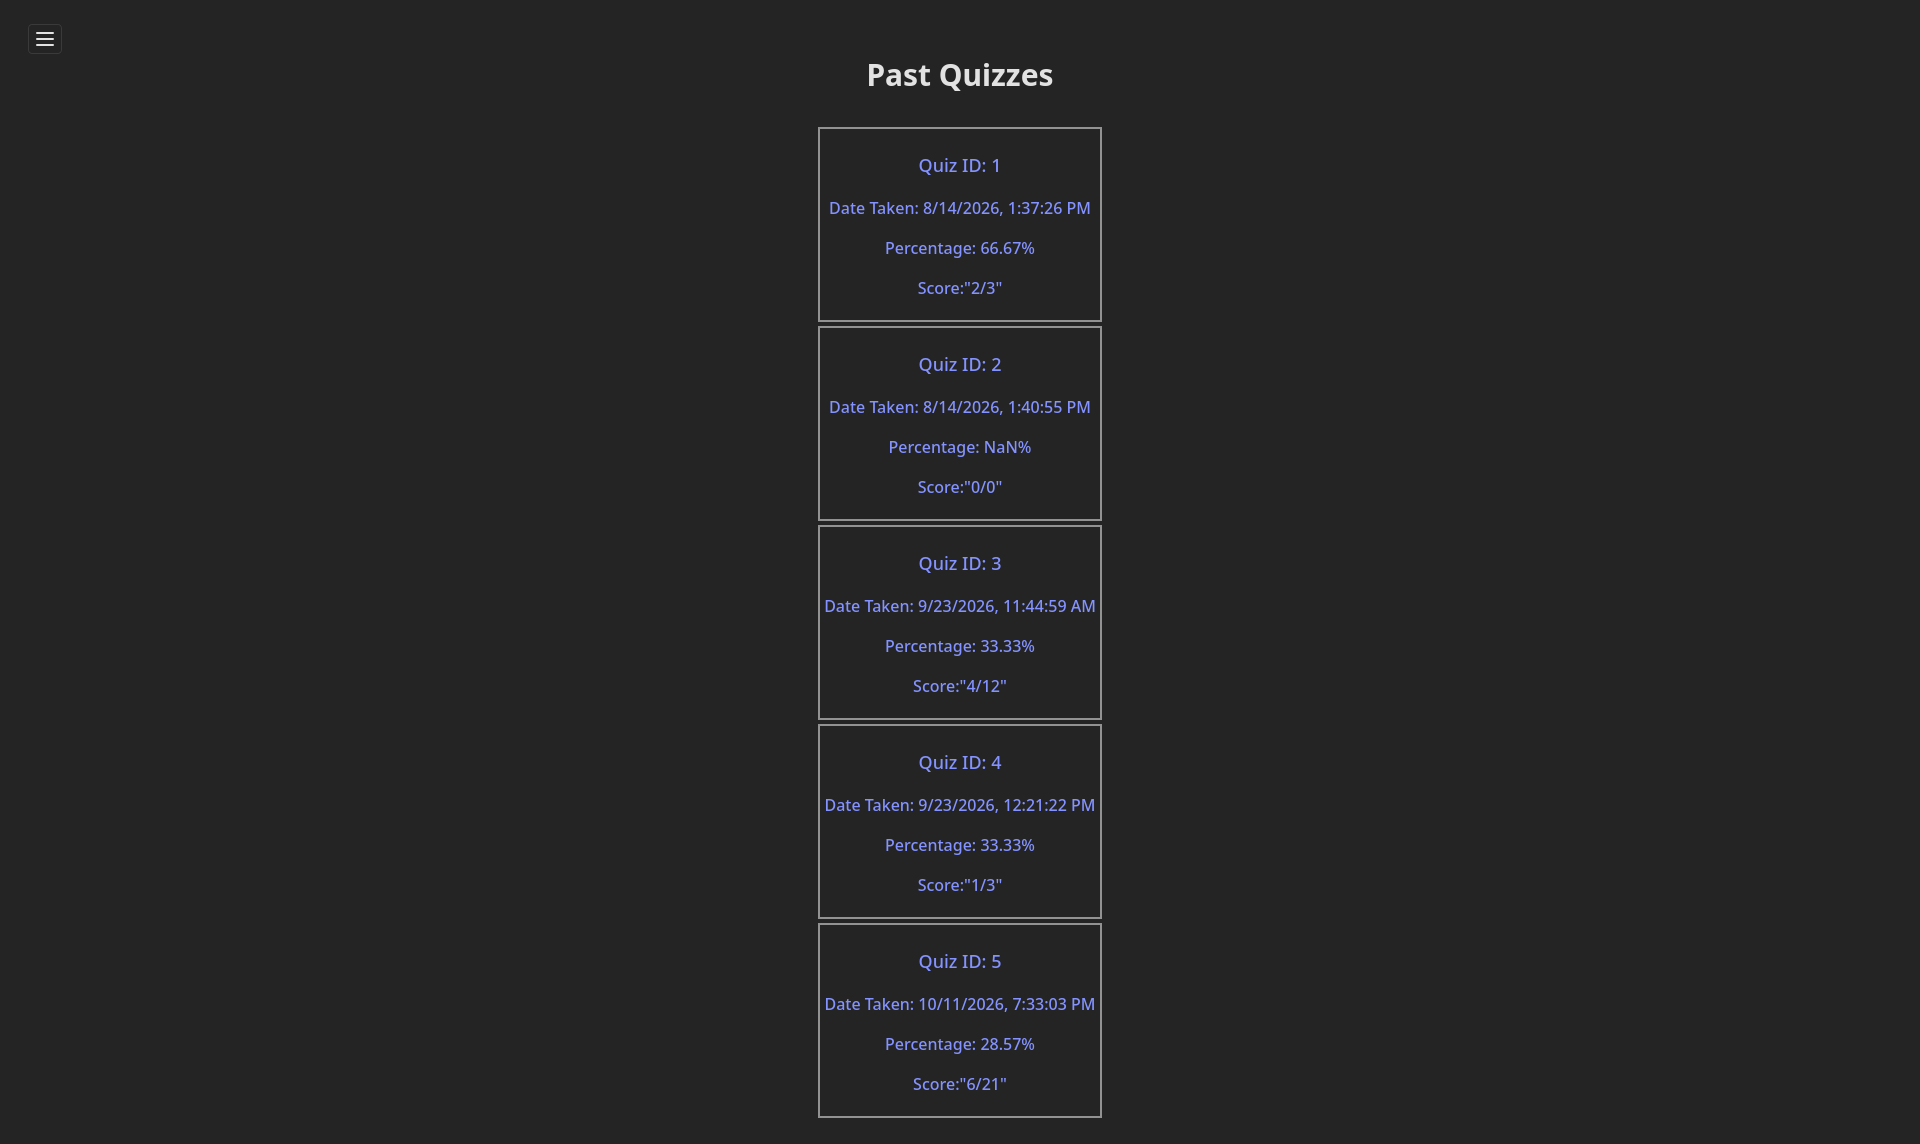 Past Quizzes
Quiz ID: 1
Date Taken: 8/14/2026, 1:37:26 PM
Percentage: 66.67%
Score:"2/3"
Quiz ID: 2
Date Taken: 8/14/2026, 1:40:55 PM
Percentage: NaN%
Score:"0/0"
Quiz ID: 3
Date Taken: 9/23/2026, 11:44:59 AM
Percentage: 33.33%
Score:"4/12"
Quiz ID: 4
Date Taken: 9/23/2026, 12:21:22 PM
Percentage: 33.33%
Score:"1/3"
Quiz ID: 5
Date Taken: 10/11/2026, 7:33:03 PM
Percentage: 28.57%
Score:"6/21"